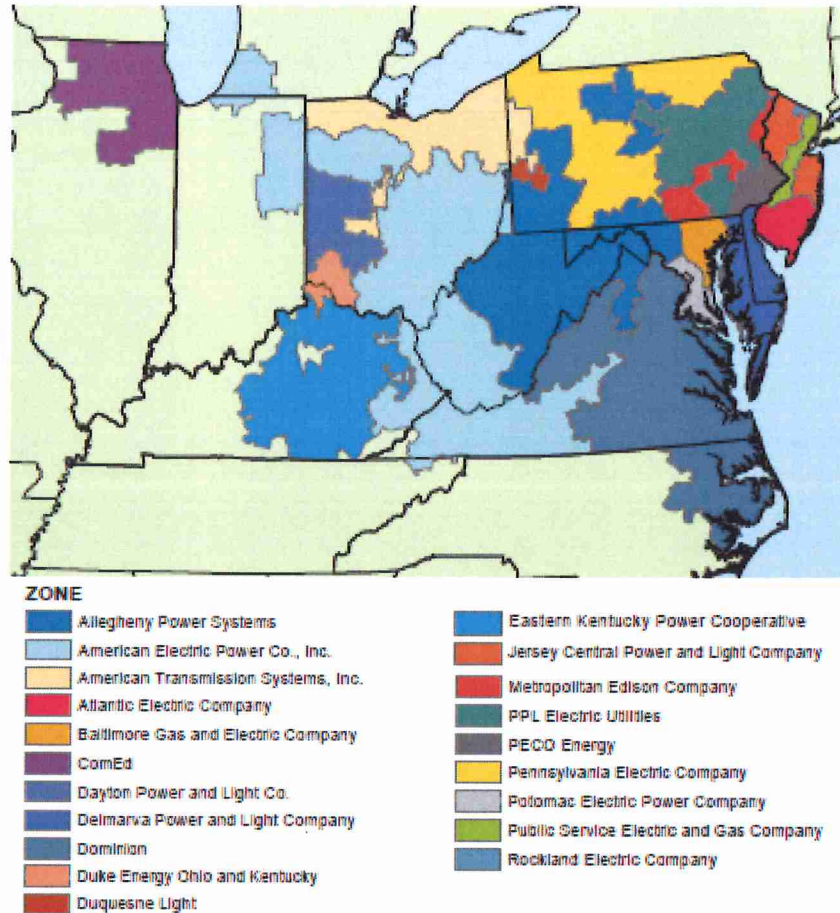 ZONE
Allegheny Power Systems
American Electric Power Co., Inc.
American Transmission Systems, Inc.
Atlantic Electric Company
Baltimore Gas and Electric Company
ComEd
Dayton Power and Light Co.
Delmarva Power and Light Company
Dominion
Duke Energy Ohio and Kentucky
Duquesne Light
Eastern Kentucky Power Cooperative
Jersey Central Power and Light Company
Metropolitan Edison Company
PPL Electric Utilities
PECO Energy
Pennsylvania Electric Company
Potomac Electric Power Company
Public Service Electric and Gas Company
Rockland Electric Company